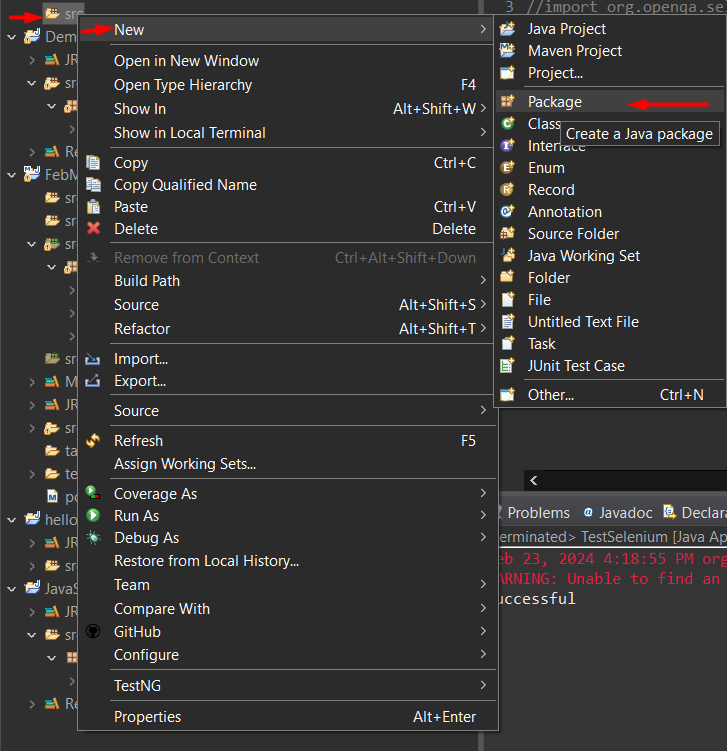 src
New
Open in New Window
Open Type Hierarchy F4
Show In Alt+Shift+W
Show in Local Terminal
Copy Ctrl+C
Copy Qualified Name
Paste Ctrl+V
Delete Delete
Remove from Context Ctrl+Alt+Shift+Down
Build Path
Source Alt+Shift+S
Refactor Alt+Shift+T
Import...
Export...
Source
Refresh F5
Assign Working Sets...
Coverage As
Run As
Debug As
Restore from Local History...
Team
Compare With
GitHub
Configure
TestNG
Properties Alt+Enter
Java Project
Maven Project
Project...
Package
Class
Create a Java package
Interface
Enum
Record
Annotation
Source Folder
Java Working Set
Folder
File
Untitled Text File
Task
JUnit Test Case
Other... Ctrl+N
Dem
JR
sr
Re
FebM
sr
sr
sr
sr
M
JR
sr
ta
te
po
hello
JR
sr
JavaS
JR
sr
Re
3 //import org.openqa.se
Problems @ Javadoc Declara
erminated> TestSelenium [Java Ap
eb 23, 2024 4:18:55 PM org
ARNING: Unable to find an
uccessful